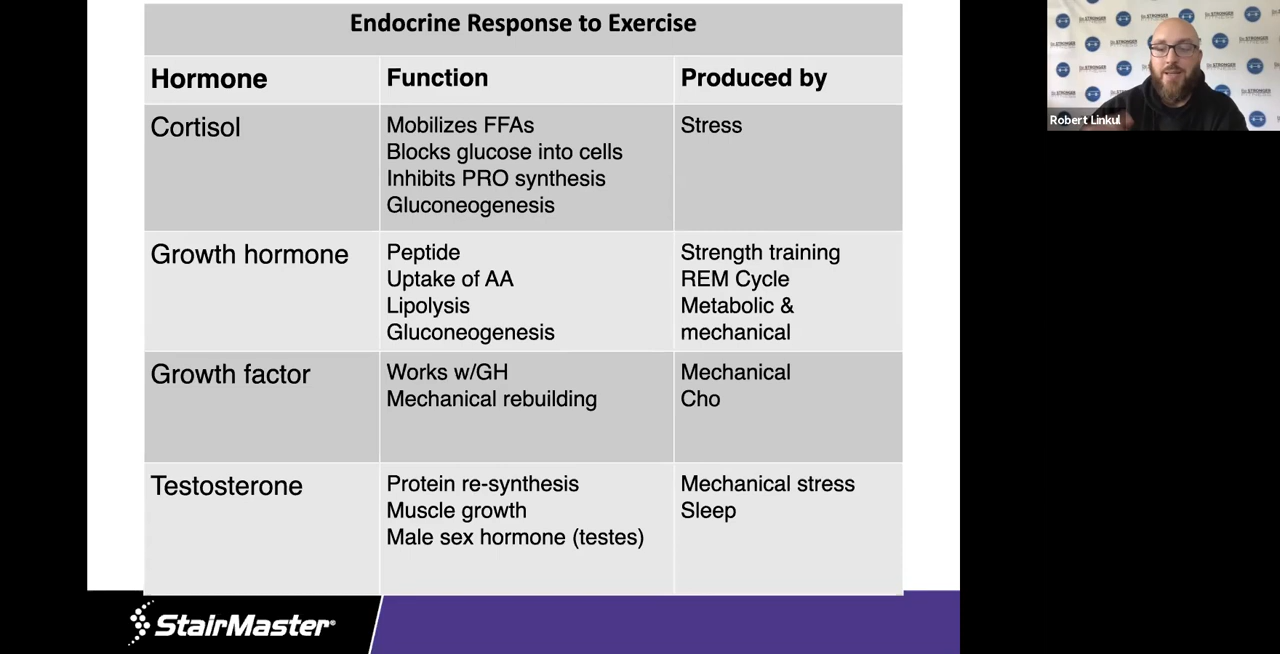 Endocrine Response to Exercise
Hormone
Function
Produced by
Cortisol
Mobilizes FFAs
Blocks glucose into cells
Inhibits PRO synthesis
Gluconeogenesis
Stress
Growth hormone
Peptide
Uptake of AA
Lipolysis
Gluconeogenesis
Strength training
REM Cycle
Metabolic &
mechanical
Growth factor
Works w/GH
Mechanical rebuilding
Mechanical
Cho
Testosterone
Protein re-synthesis
Muscle growth
Male sex hormone (testes)
Mechanical stress
Sleep
StairMaster®
Robert Linkul